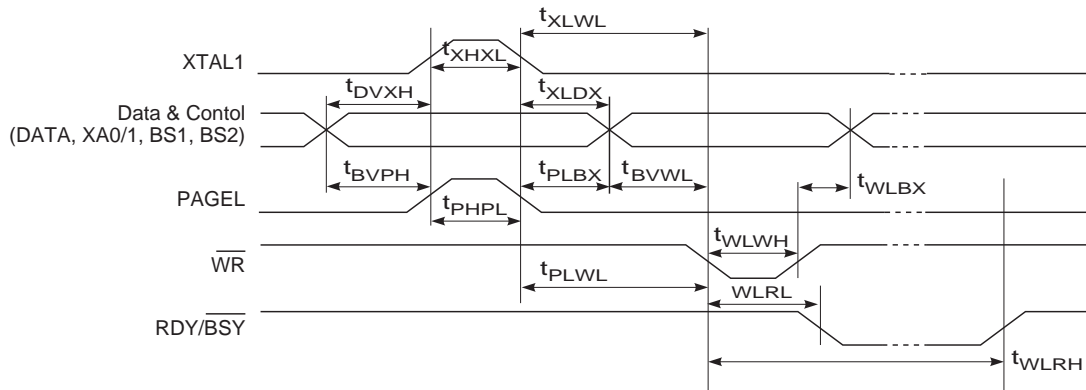 tXLWL
XTAL1
tXHXL
tDVXH
tXLDX
Data & Contol
(DATA, XA0/1, BS1, BS2)
tBVPH
tPLBX
tBVWL
tWLBX
PAGEL
tPHPL
tWLWH
WR
tPLWL
WLRL
RDY/BSY
tWLRH